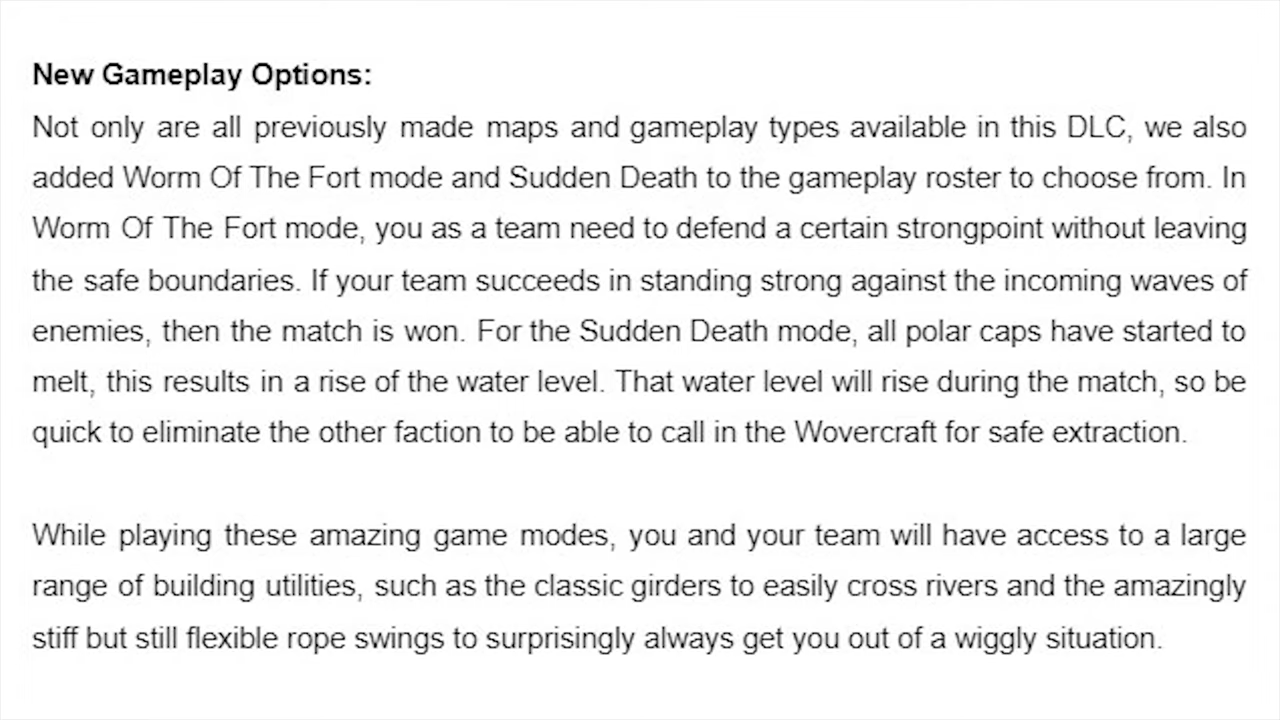 New Gameplay Options:
Not only are all previously made maps and gameplay types available in this DLC, we also
added Worm Of The Fort mode and Sudden Death to the gameplay roster to choose from. In
Worm Of The Fort mode, you as a team need to defend a certain strongpoint without leaving
the safe boundaries. If your team succeeds in standing strong against the incoming waves of
enemies, then the match is won. For the Sudden Death mode, all polar caps have started to
melt, this results in a rise of the water level. That water level will rise during the match, so be
quick to eliminate the other faction to be able to call in the Wovercraft for safe extraction.
While playing these amazing game modes, you and your team will have access to a large
range of building utilities, such as the classic girders to easily cross rivers and the amazingly
stiff but still flexible rope swings to surprisingly always get you out of a wiggly situation.